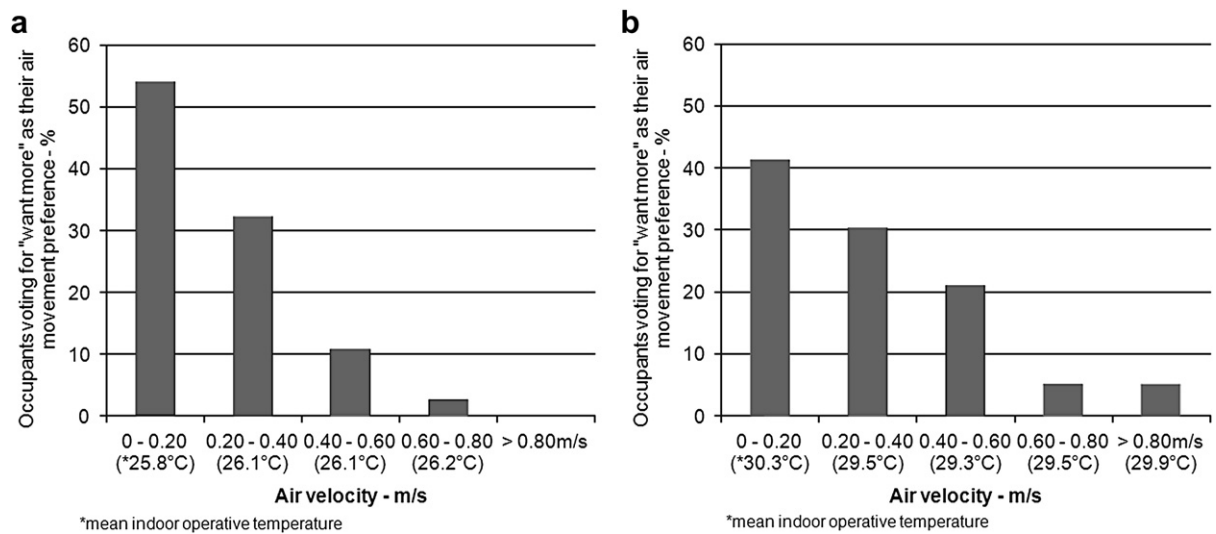 a
Occupants voting for "want more" as their air
movement preference - %
60
50
40
30
20
10
0
0 - 0.20 0.20 - 0.40 0.40 - 0.60 0.60 - 0.80 > 0.80m/s
(*25.8°C) (26.1°C) (26.1°C) (26.2°C)
Air velocity - m/s
*mean indoor operative temperature
b
Occupants voting for "want more" as their air
movement preference - %
60
50
40
30
20
10
0
0 - 0.20 0.20 - 0.40 0.40 - 0.60 0.60 - 0.80 > 0.80m/s
(*30.3°C) (29.5°C) (29.3°C) (29.5°C) (29.9°C)
Air velocity - m/s
*mean indoor operative temperature